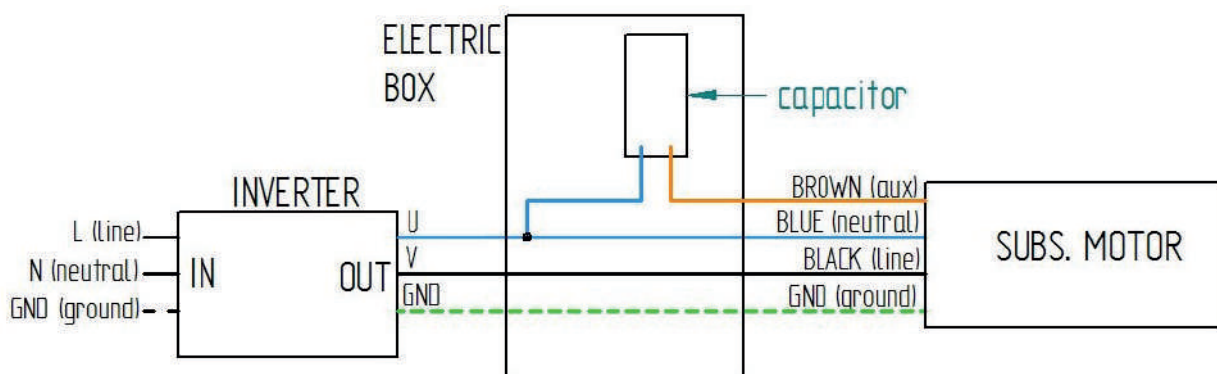 ELECTRIC
BOX
capacitor
INVERTER
BROWN (aux)
L (line)
U
BLUE (neutral)
SUBS. MOTOR
N (neutral)
IN
OUT
V
BLACK (line)
GND (ground)
GND
GND (ground)